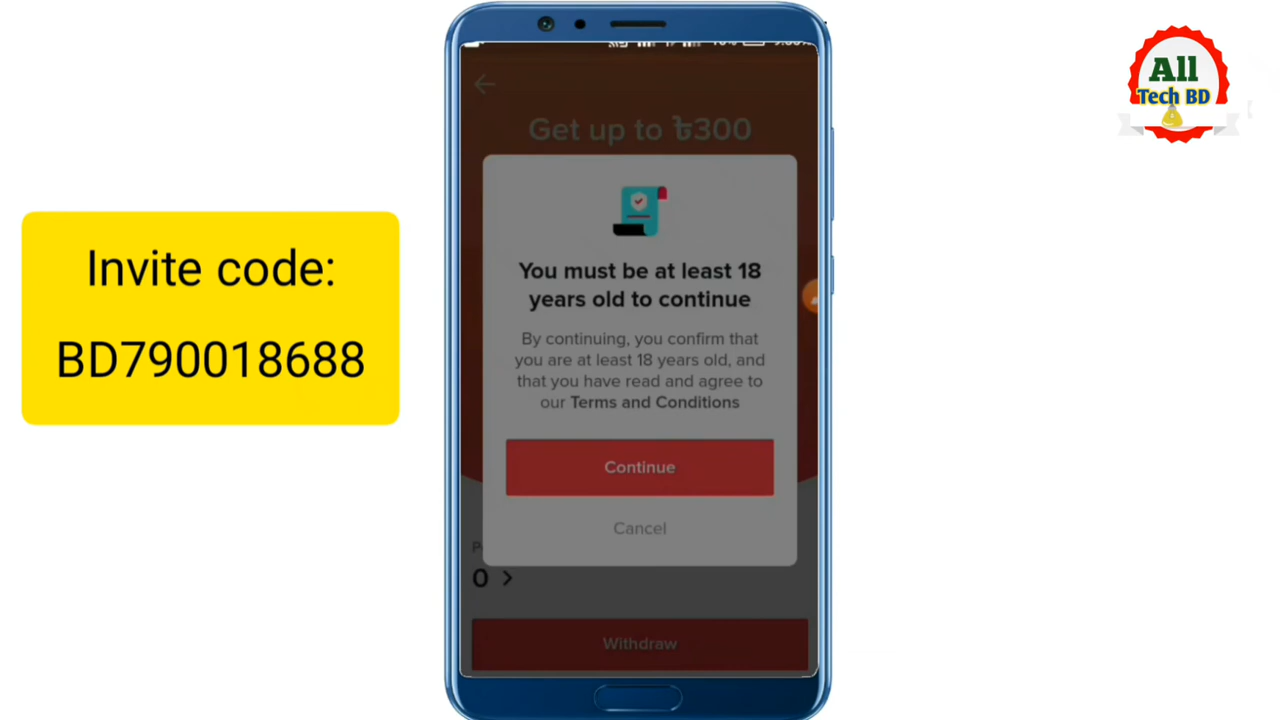 All
Tech BD
Invite code:
BD790018688
Get up to ৳300
You must be at least 18
years old to continue
By continuing, you confirm that
you are at least 18 years old, and
that you have read and agree to
our Terms and Conditions
Continue
Cancel
0 >
Withdraw